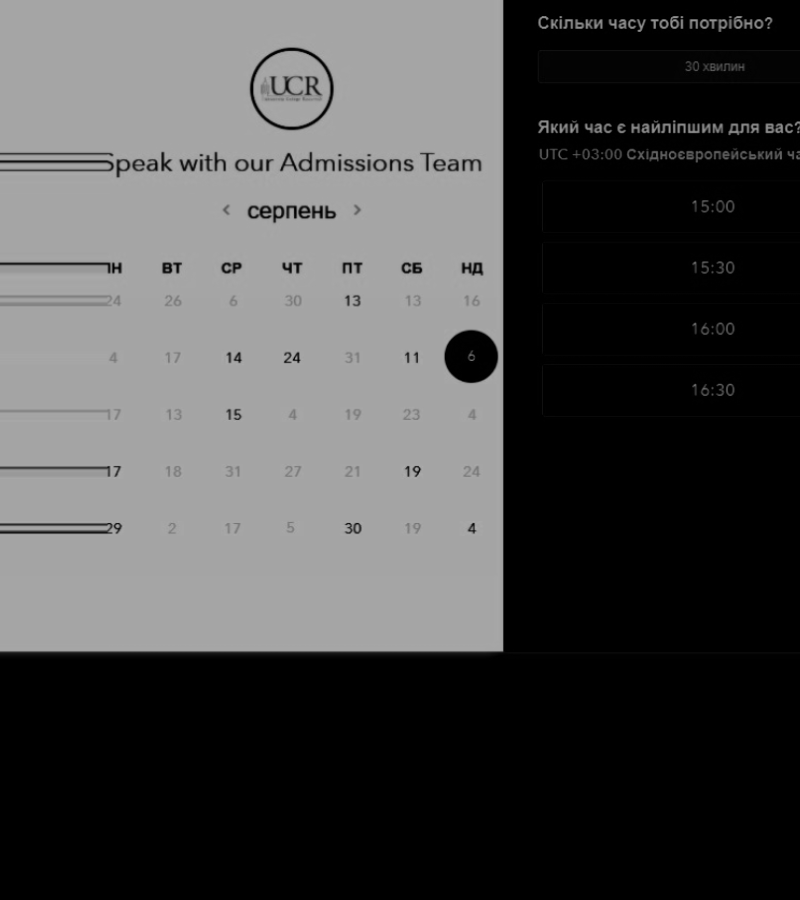 UCR
Speak with our Admissions Team
< серпень >
ПН ВТ СР ЧТ ПТ СБ НД
24 26 6 30 13 13 16
4 17 14 24 31 11 6
17 13 15 4 19 23 4
17 18 31 27 21 19 24
29 2 17 5 30 19 4
Скільки часу тобі потрібно?
30 хвилин
Який час є найліпшим для вас?
UTC +03:00 Східноєвропейський ча
15:00
15:30
16:00
16:30